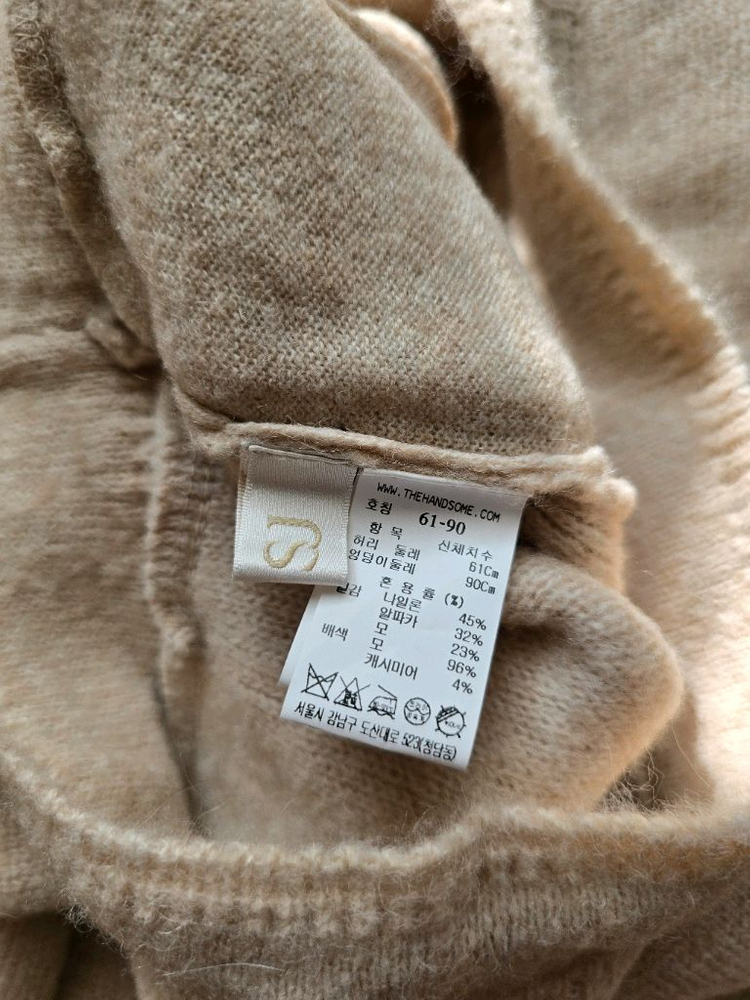 SJ
WWW.THEHANDSOME.COM
호칭 61-90
항 목 신체치수
허리 둘레 61Cm
엉덩이둘레 90Cm
겉감 혼 용 율 (%)
나일론 45%
알파카 32%
배색 모 23%
모 96%
캐시미어 4%
서울시 강남구 도산대로 523(청담동)